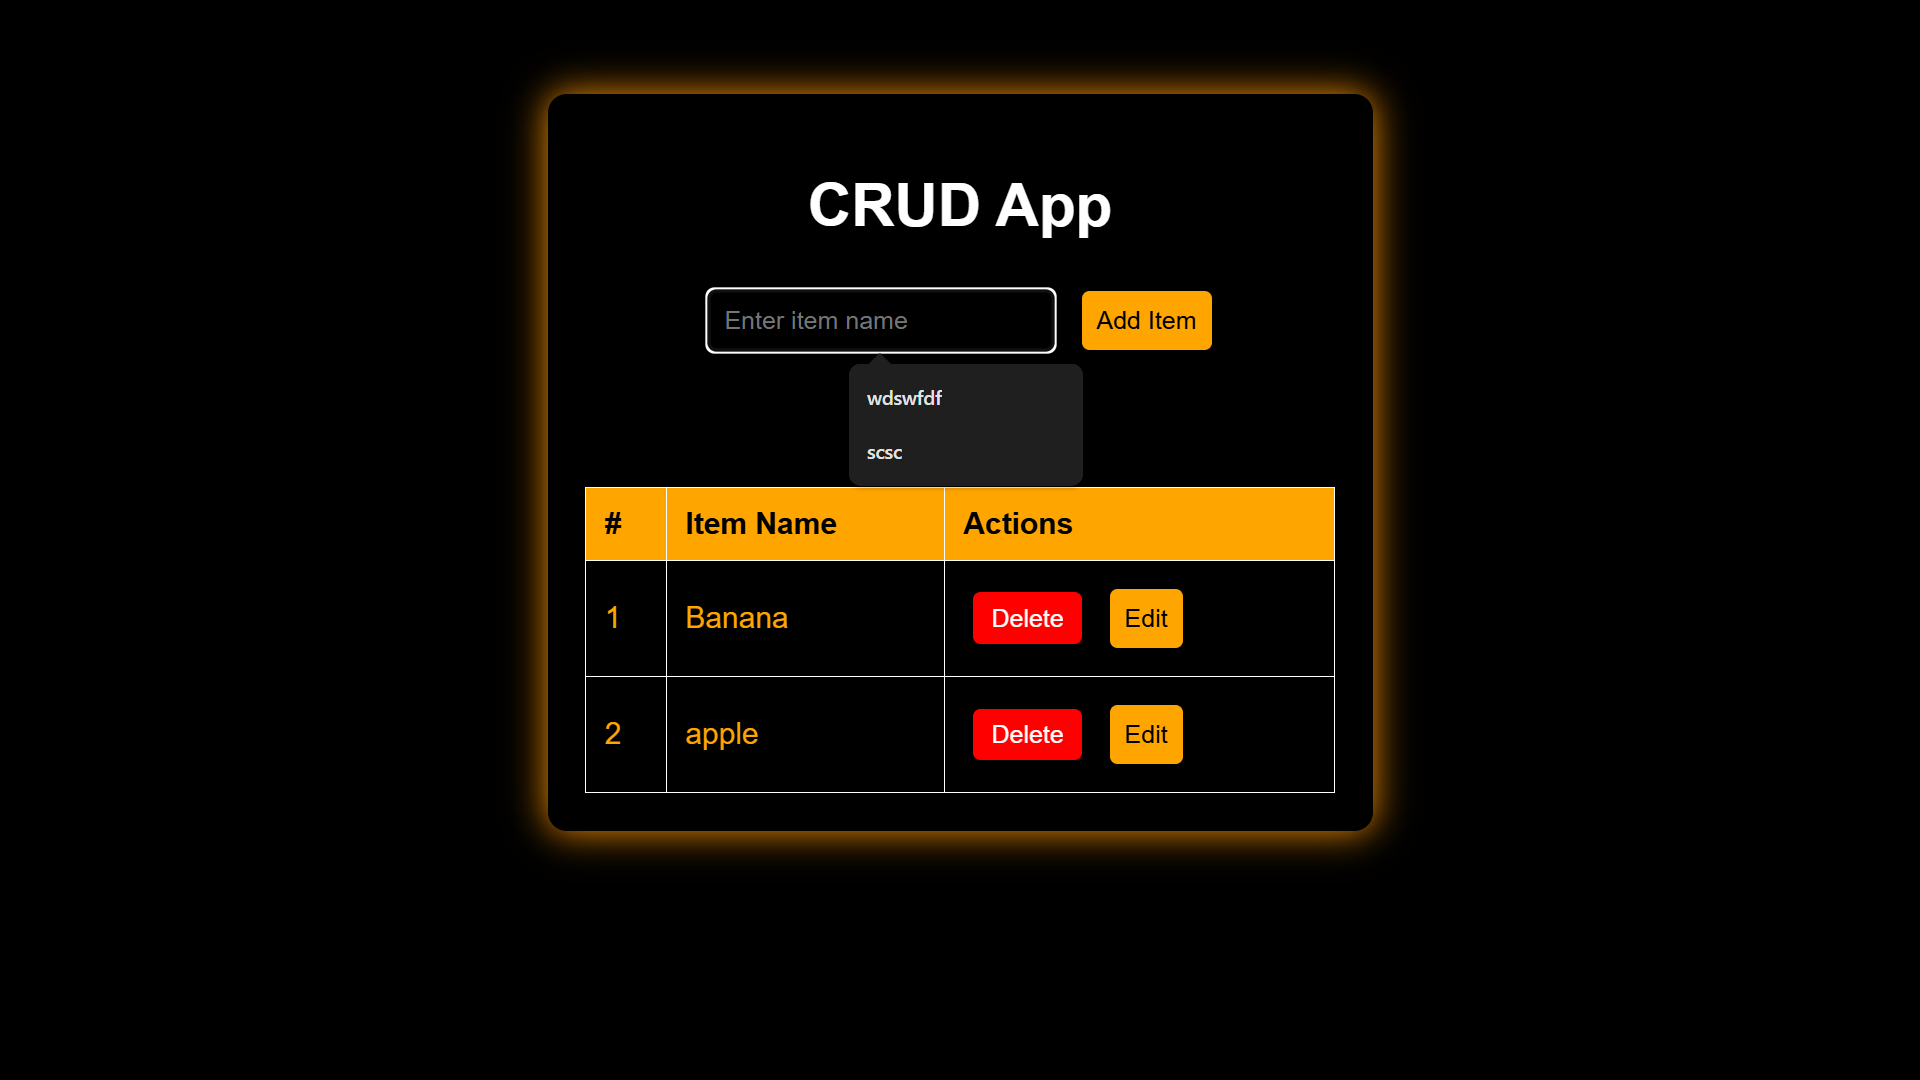 CRUD App
Enter item name Add Item
wdswfdf
scsc
# Item Name Actions
1 Banana Delete Edit
2 apple Delete Edit